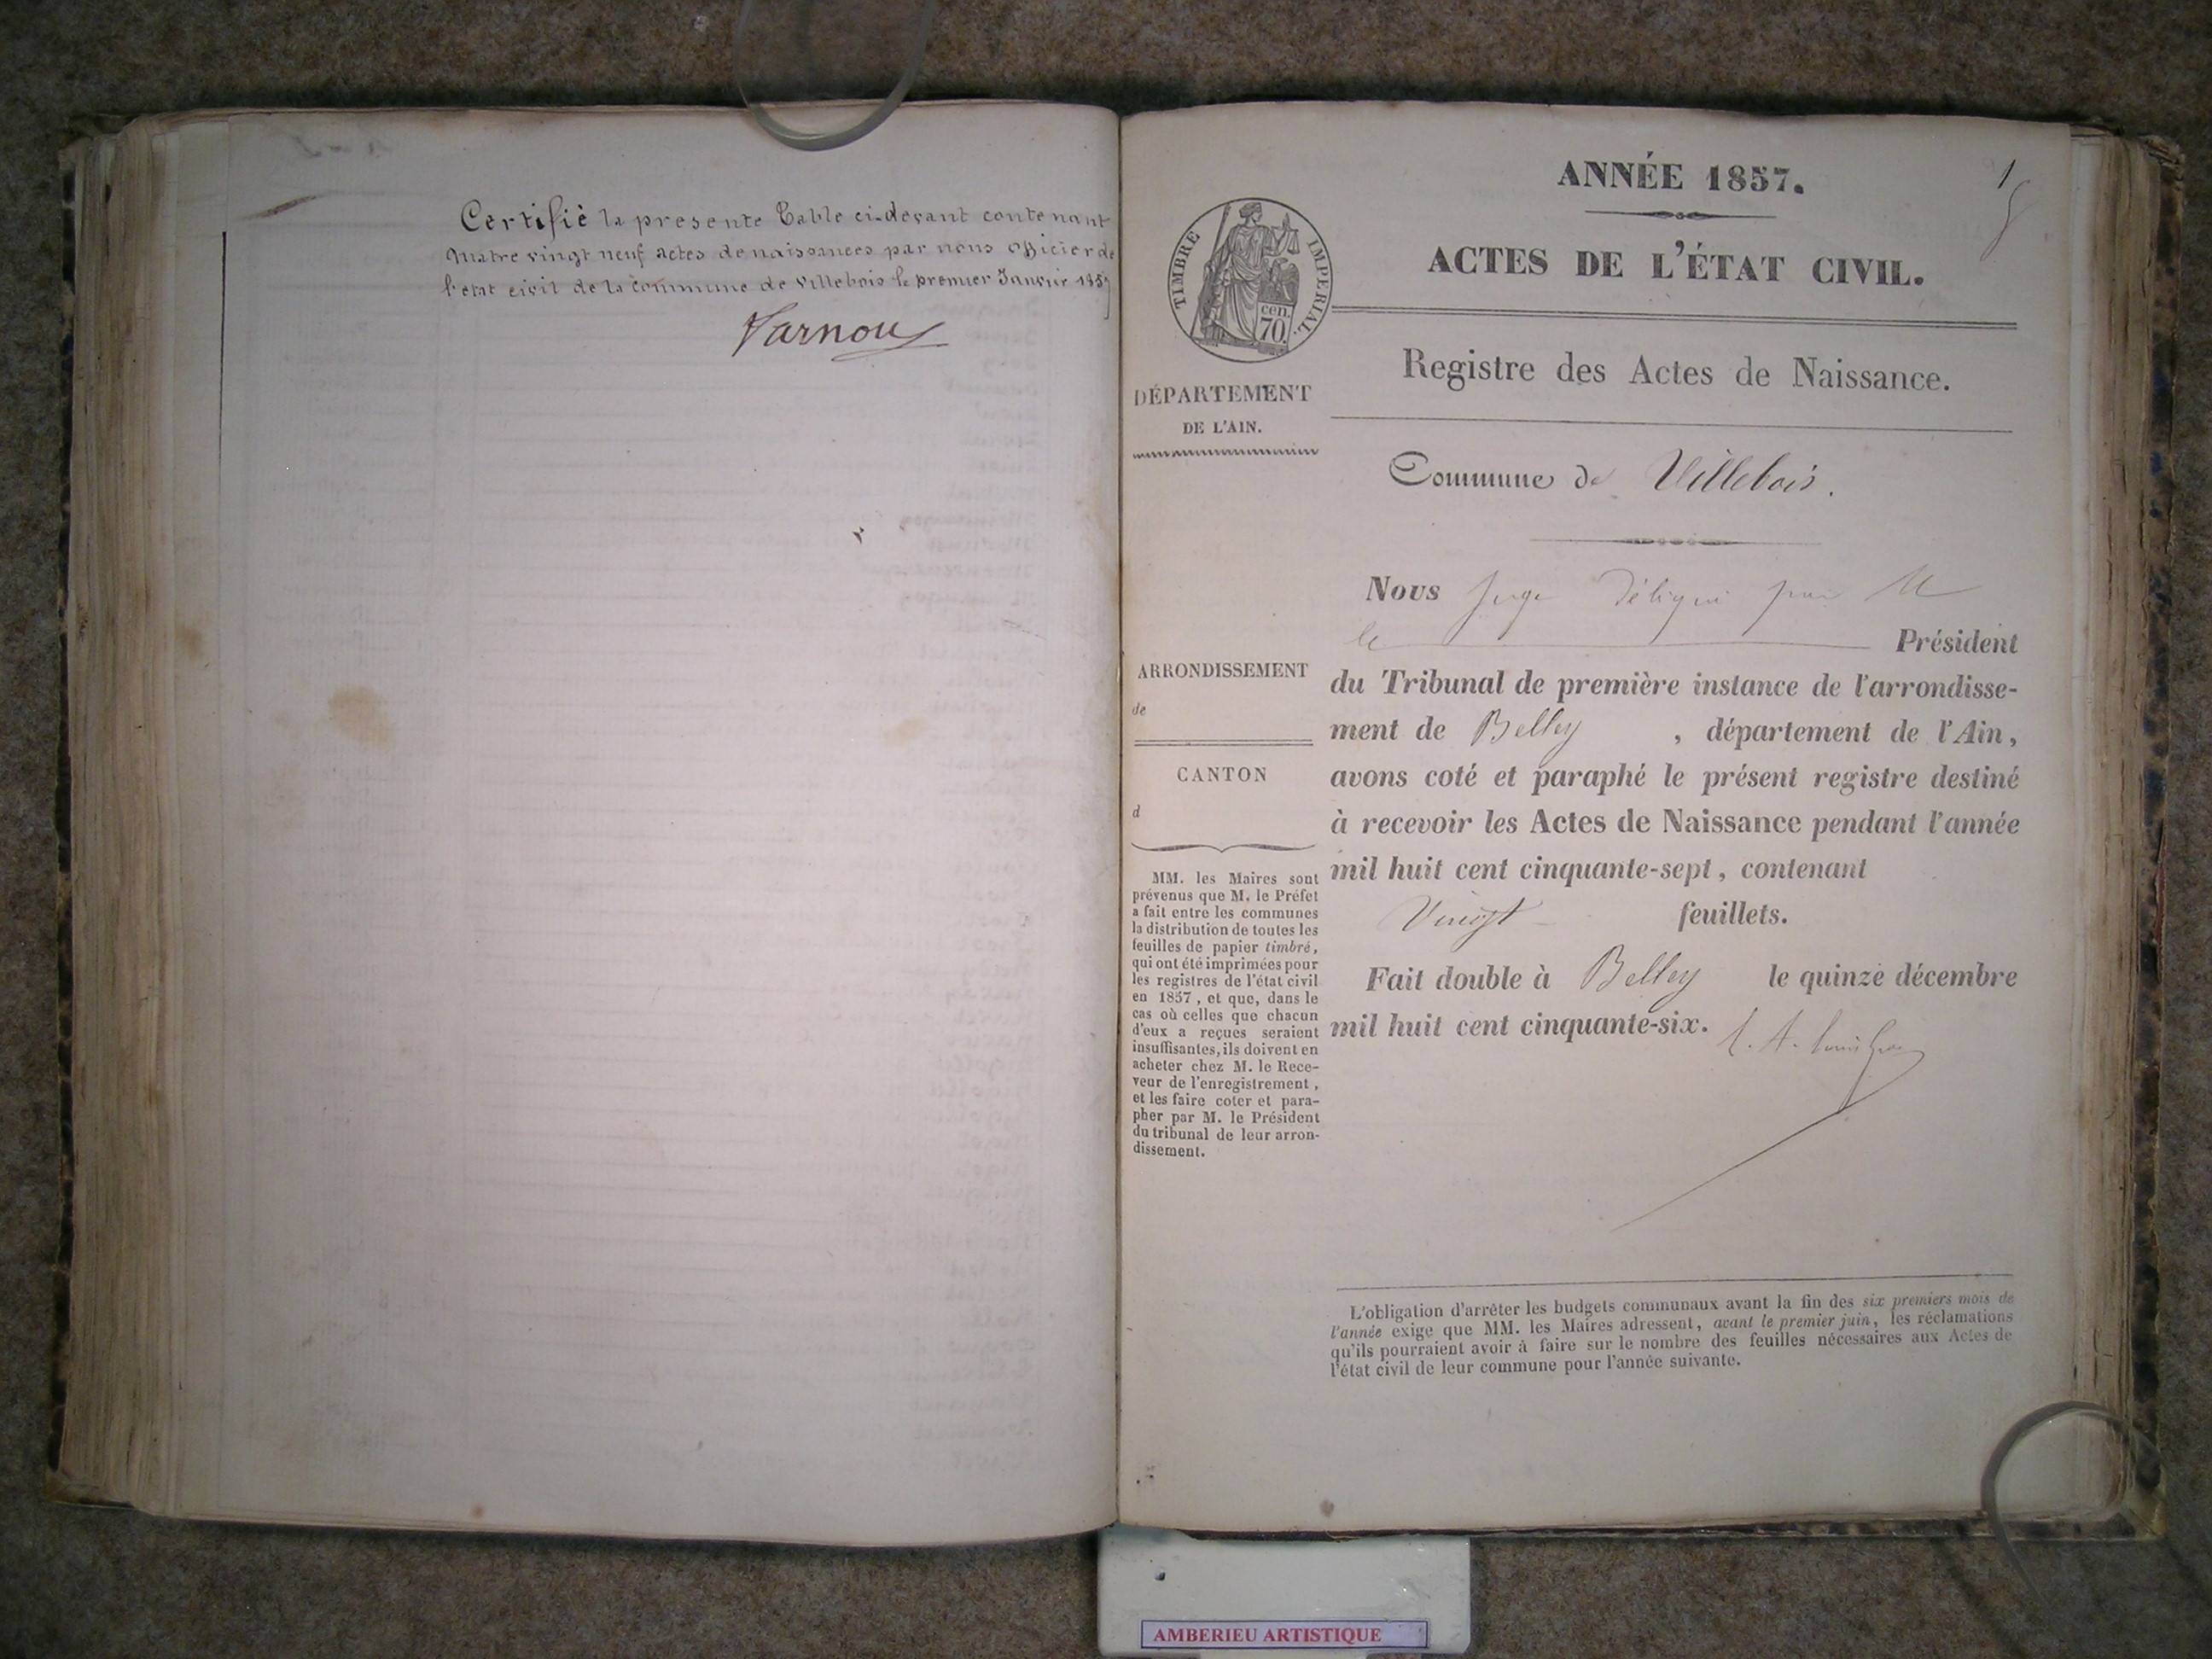 Certifié la presente Table ci-devant contenant
Quatre vingt neuf actes de naissances par nous officier de
l'etat civil de la commune de villebois le premier Janvier 1857
Varnoux
1
ANNÉE 1857.
ACTES DE L'ÉTAT CIVIL.
TIMBRE IMPÉRIAL.
cen.
70.
Registre des Actes de Naissance.
DÉPARTEMENT
DE L'AIN.
Commune de Villebois.
Nous Juge Délégué par M
le Président
du Tribunal de première instance de l'arrondisse-
ment de Belley, département de l'Ain,
avons coté et paraphé le présent registre destiné
à recevoir les Actes de Naissance pendant l'année
mil huit cent cinquante-sept, contenant
Vingt feuillets.
Fait double à Belley le quinze décembre
mil huit cent cinquante-six.
ARRONDISSEMENT
de
CANTON
d
MM. les Maires sont
prévenus que M. le Préfet
a fait entre les communes
la distribution de toutes les
feuilles de papier timbré,
qui ont été imprimées pour
les registres de l'état civil
en 1857, et que, dans le
cas où celles que chacun
d'eux a reçues seraient
insuffisantes, ils doivent en
acheter chez M. le Rece-
veur de l'enregistrement,
et les faire coter et para-
pher par M. le Président
du tribunal de leur arron-
dissement.
L'obligation d'arrêter les budgets communaux avant la fin des six premiers mois de
l'année exige que MM. les Maires adressent, avant le premier juin, les réclamations
qu'ils pourraient avoir à faire sur le nombre des feuilles nécessaires aux Actes de
l'état civil de leur commune pour l'année suivante.
AMBERIEU ARTISTIQUE